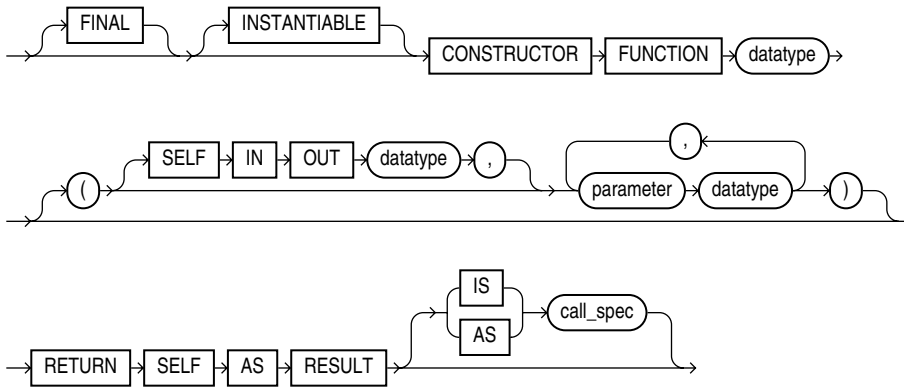 FINAL INSTANTIABLE
CONSTRUCTOR FUNCTION datatype
SELF IN OUT datatype , ,
( parameter datatype )
IS
RETURN SELF AS RESULT AS call_spec